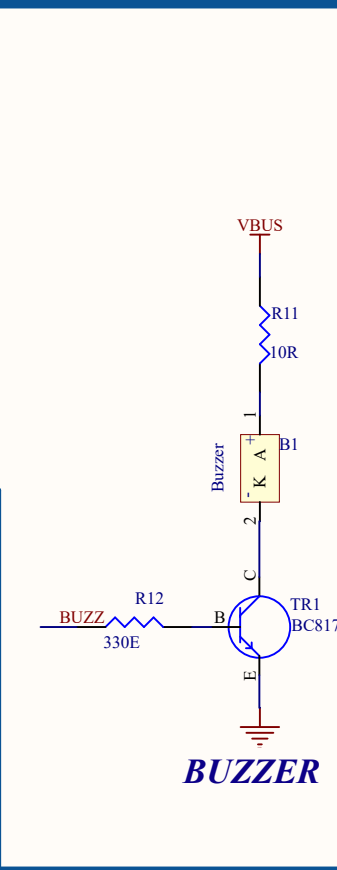 VBUS
R11
10R
1
+
A
B1
Buzzer
K
-
2
C
R12
TR1
BUZZ
B
BC817
330E
E
BUZZER